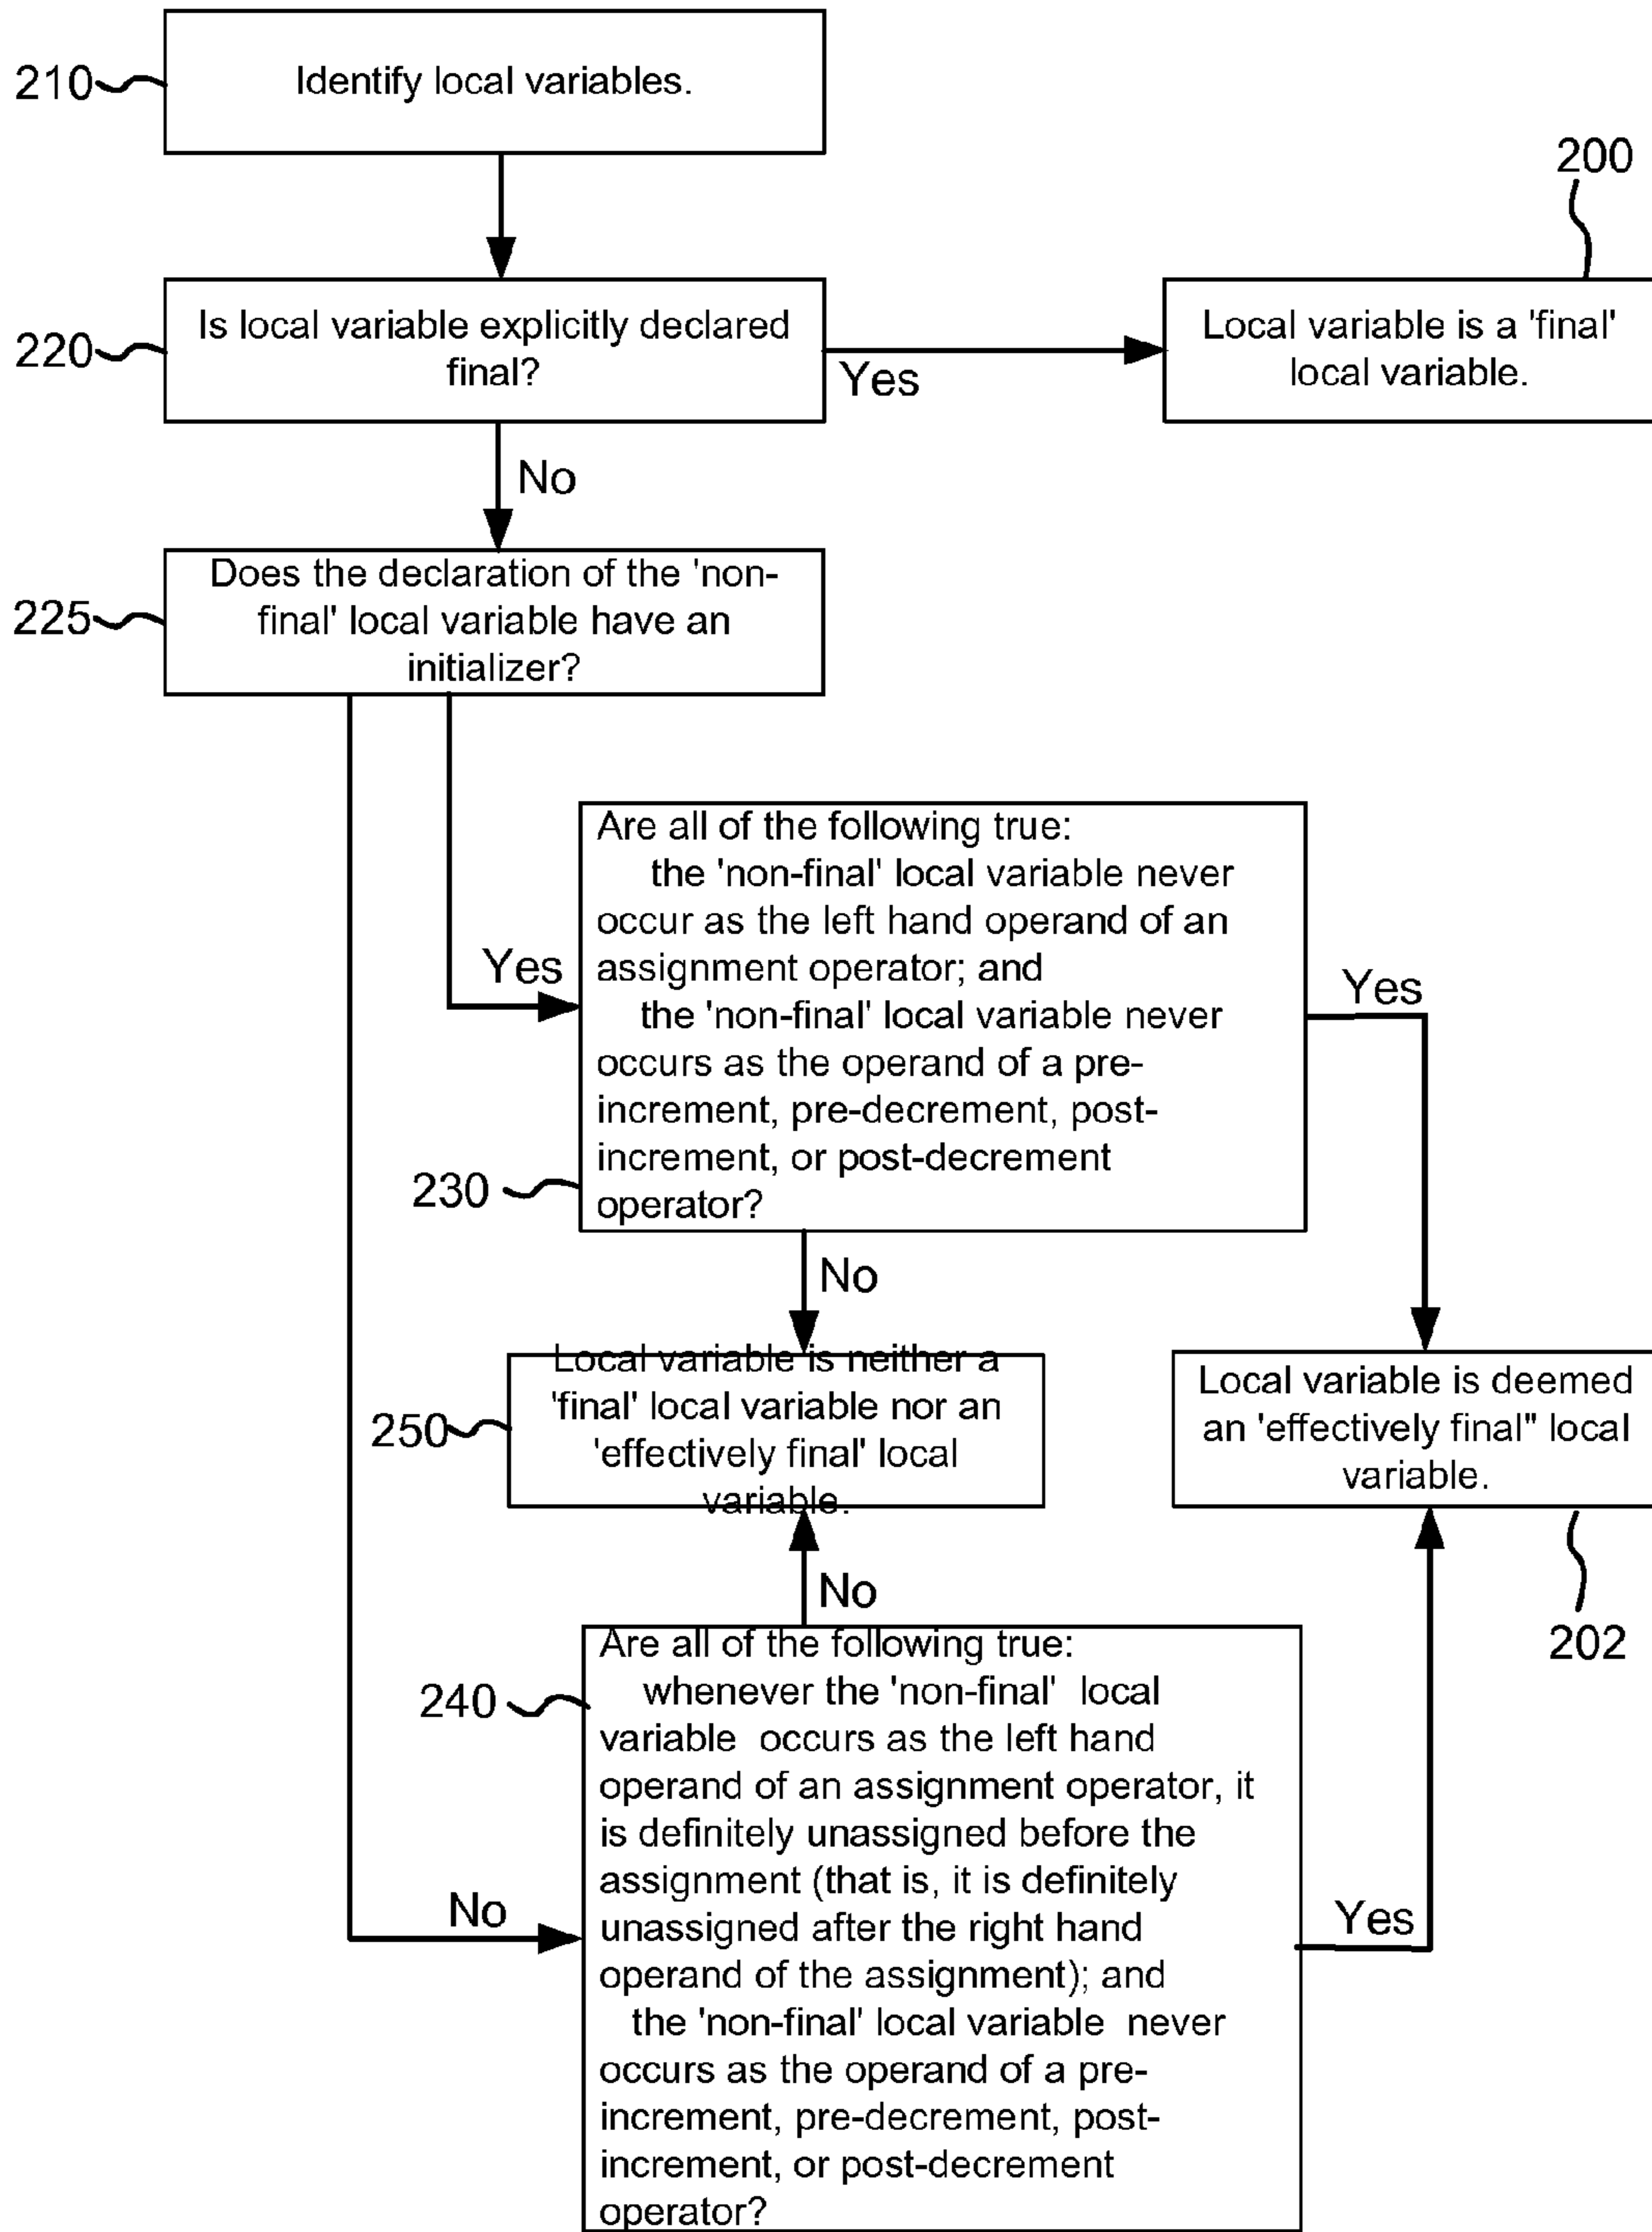 210
Identify local variables.
200
220
Is local variable explicitly declared
final?
Yes
Local variable is a 'final'
local variable.
No
225
Does the declaration of the 'non-
final' local variable have an
initializer?
Yes
Are all of the following true:
the 'non-final' local variable never
occur as the left hand operand of an
assignment operator; and
the 'non-final' local variable never
occurs as the operand of a pre-
increment, pre-decrement, post-
increment, or post-decrement
operator?
230
Yes
No
250
Local variable is neither a
'final' local variable nor an
'effectively final' local
variable.
Local variable is deemed
an 'effectively final" local
variable.
202
No
240
Are all of the following true:
whenever the 'non-final' local
variable occurs as the left hand
operand of an assignment operator, it
is definitely unassigned before the
assignment (that is, it is definitely
unassigned after the right hand
operand of the assignment); and
the 'non-final' local variable never
occurs as the operand of a pre-
increment, pre-decrement, post-
increment, or post-decrement
operator?
No
Yes